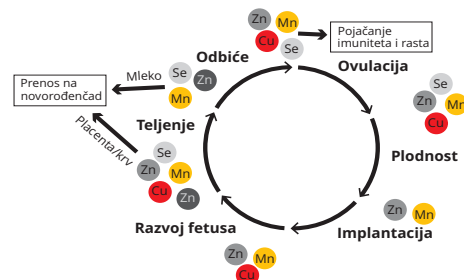 Zn Mn
Cu Se
Pojačanje
imuniteta i rasta
Odbiće
Ovulacija
Mleko
Se Zn
Mn
Prenos na
novorođenčad
Teljenje
Placenta/krv
Se
Zn Mn
Cu Zn
Se
Zn Mn
Cu
Plodnost
Razvoj fetusa
Zn Mn
Implantacija
Zn Mn
Cu